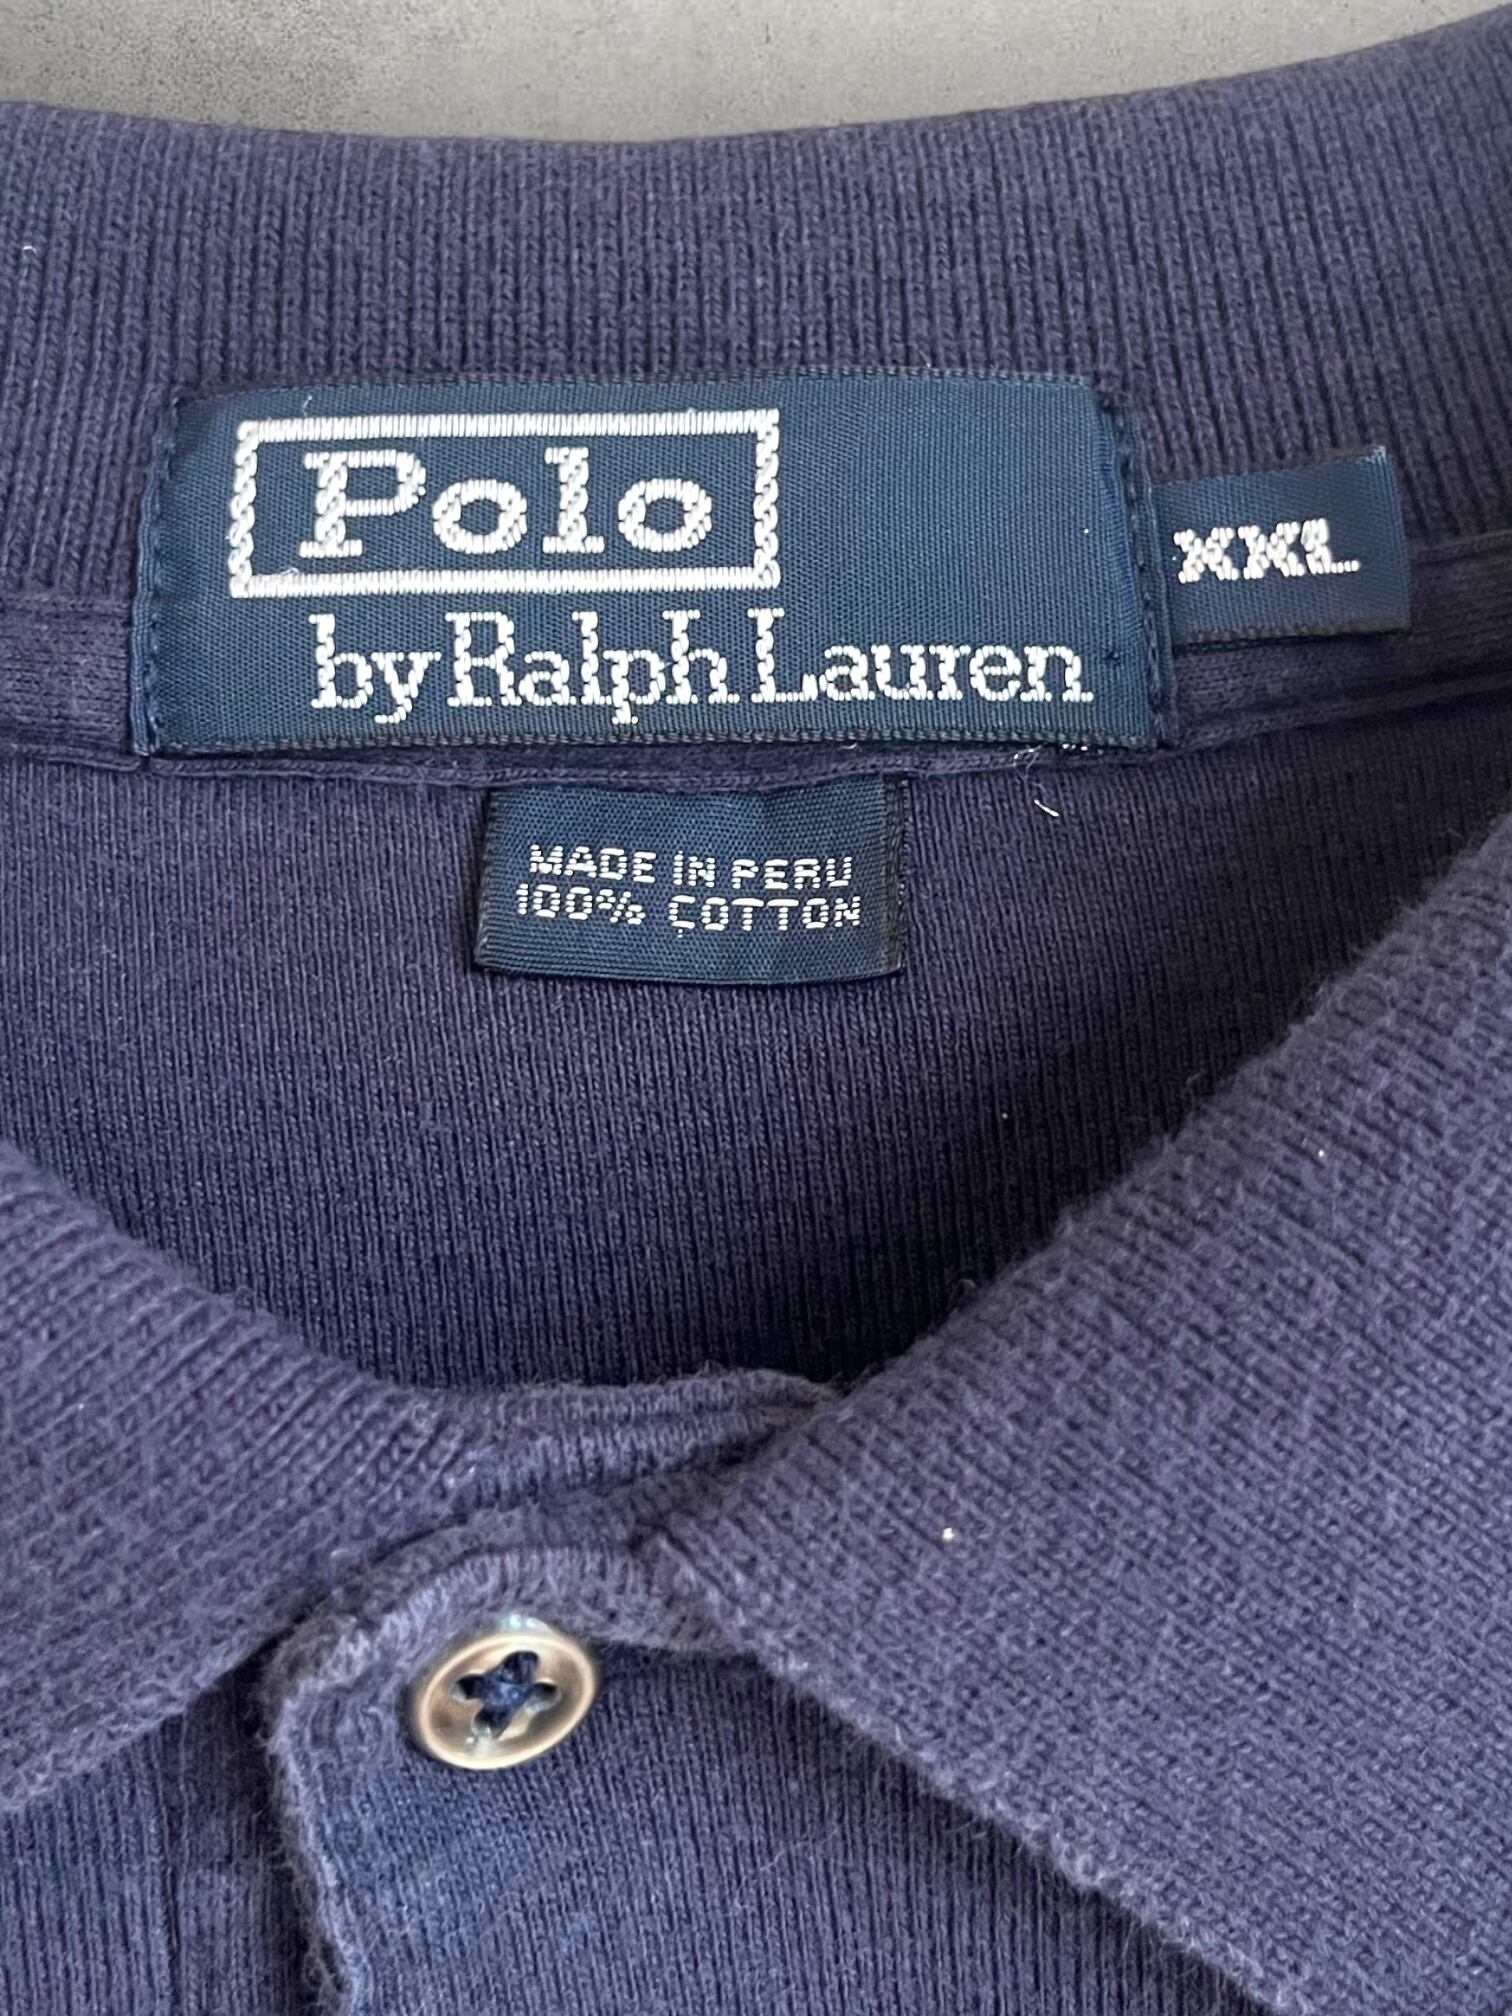 Polo
by Ralph Lauren
XXL
MADE IN PERU
100% COTTON